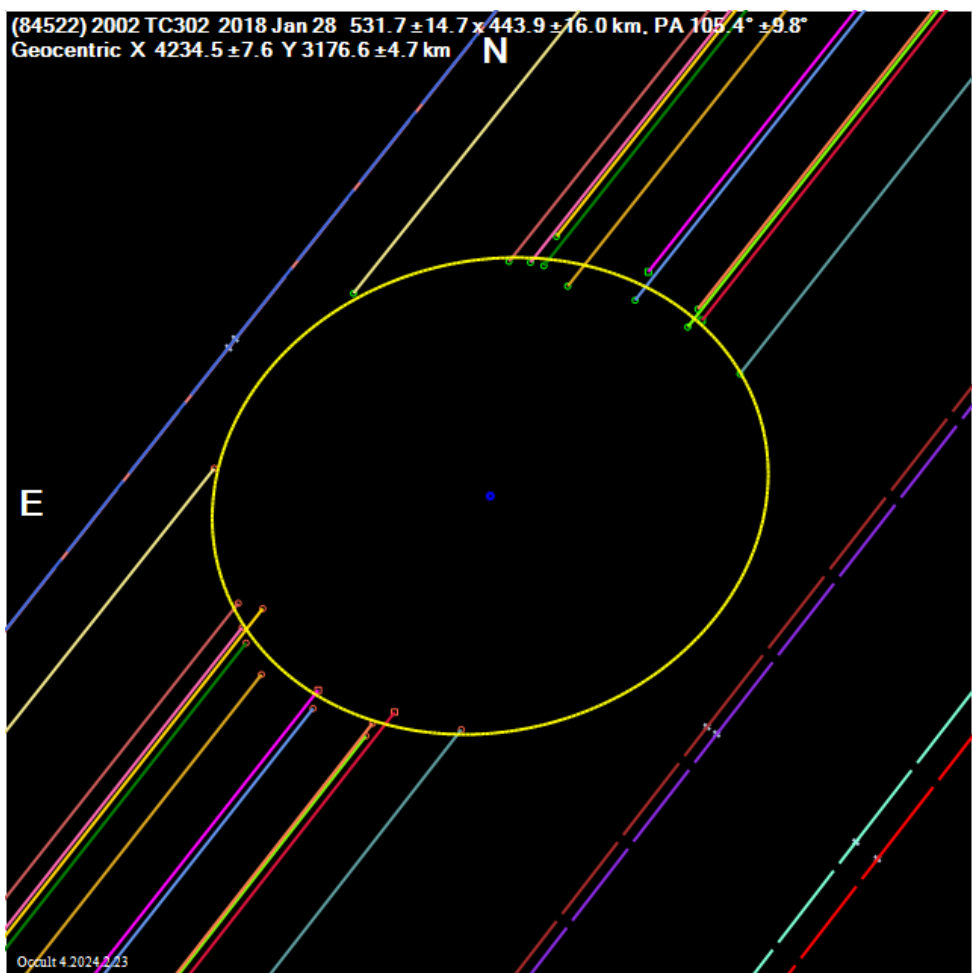 (84522) 2002 TC302  2018 Jan 28  531.7 ±14.7 x 443.9 ±16.0 km, PA 105.4° ±9.8°
Geocentric X 4234.5 ±7.6 Y 3176.6 ±4.7 km
N
E
Occult 4.2024.2.23